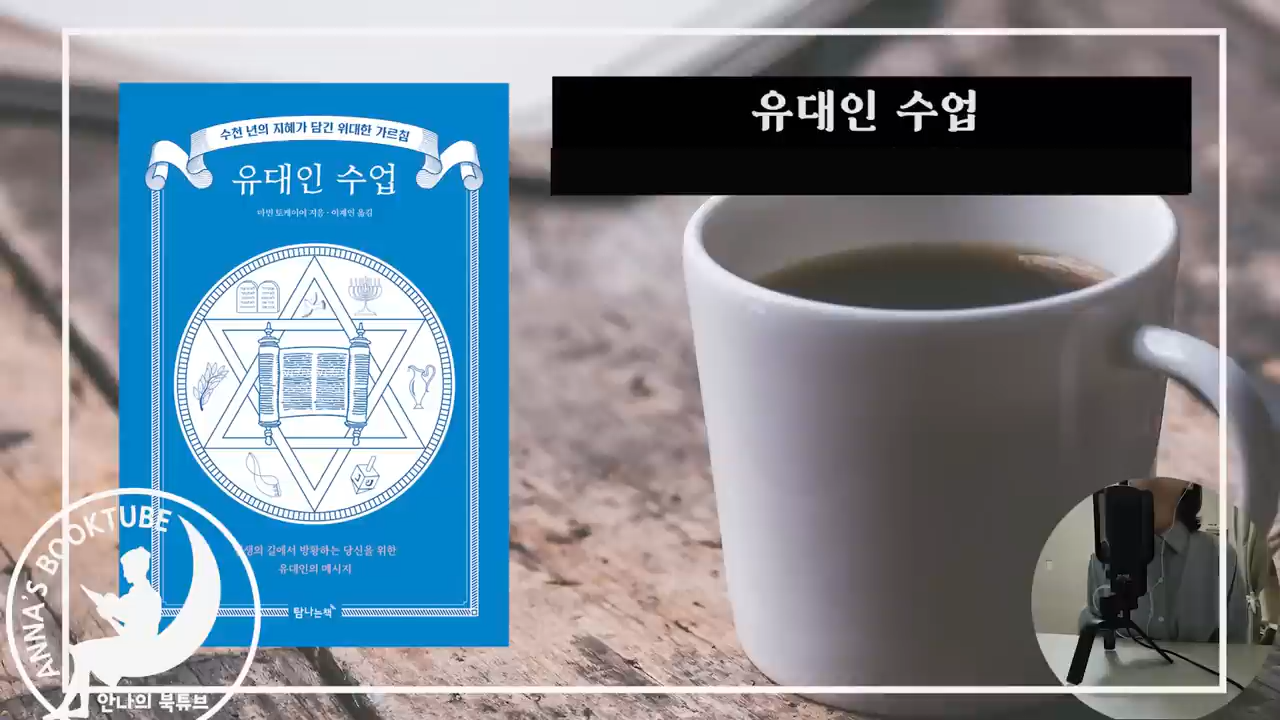 수천 년의 지혜가 담긴 위대한 가르침
유대인 수업
마빈 토케이어 지음 · 이재연 옮김
생의 길에서 방황하는 당신을 위한
유대인의 메시지
탐나는책
유대인 수업
ANNA'S BOOKTUBE
안나의 북튜브